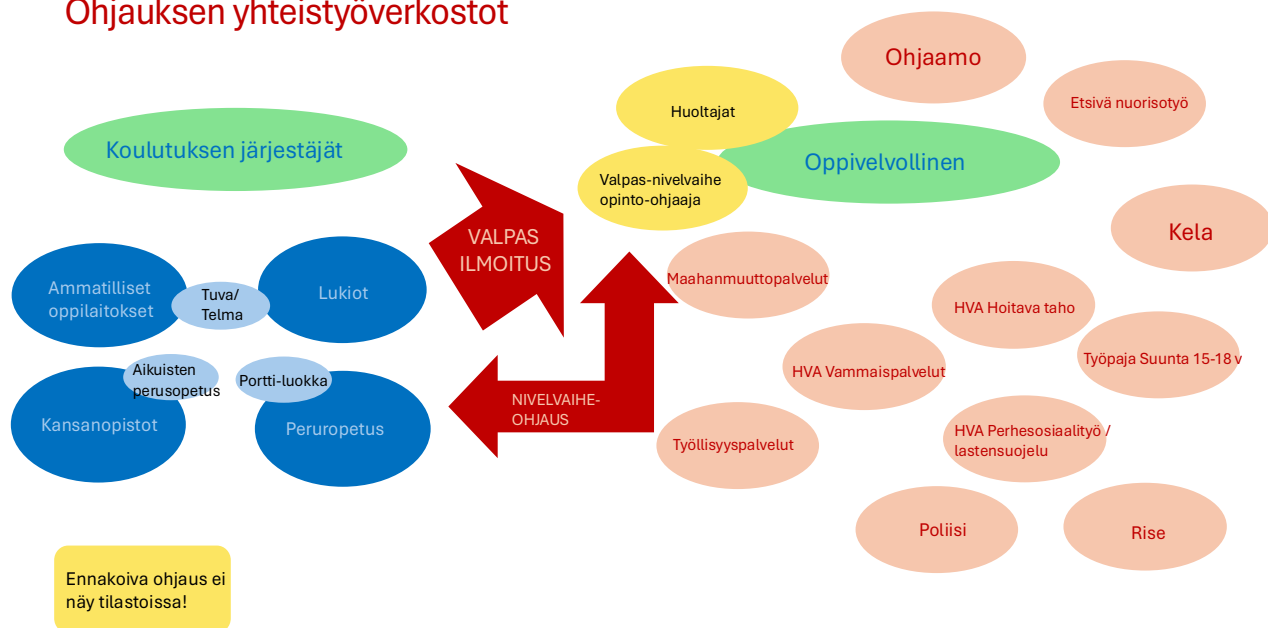 Ohjauksen yhteistyöverkostot
Koulutuksen järjestäjät
Ammatilliset
oppilaitokset
Tuva/
Telma
Lukiot
Aikuisten
perusopetus
Portti-luokka
Kansanopistot
Peruropetus
Ennakoiva ohjaus ei
näy tilastoissa!
VALPAS
ILMOITUS
NIVELVAIHE-
OHJAUS
Huoltajat
Valpas-nivelvaihe
opinto-ohjaaja
Oppivelvollinen
Ohjaamo
Etsivä nuorisotyö
Kela
Maahanmuuttopalvelut
HVA Hoitava taho
HVA Vammaispalvelut
Työpaja Suunta 15-18 v
Työllisyyspalvelut
HVA Perhesosiaalityö /
lastensuojelu
Poliisi
Rise